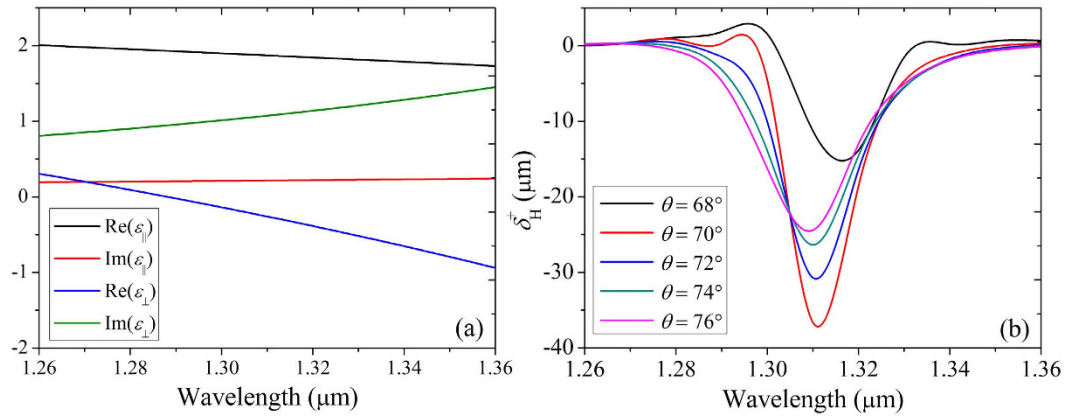 2
1
0
-1
-2
1.26
1.28
1.30
1.32
1.34
1.36
Wavelength (μm)
Re(ε∥)
Im(ε∥)
Re(ε⊥)
Im(ε⊥)
(a)
δ_H^+ (μm)
0
-10
-20
-30
-40
1.26
1.28
1.30
1.32
1.34
1.36
Wavelength (μm)
θ = 68°
θ = 70°
θ = 72°
θ = 74°
θ = 76°
(b)